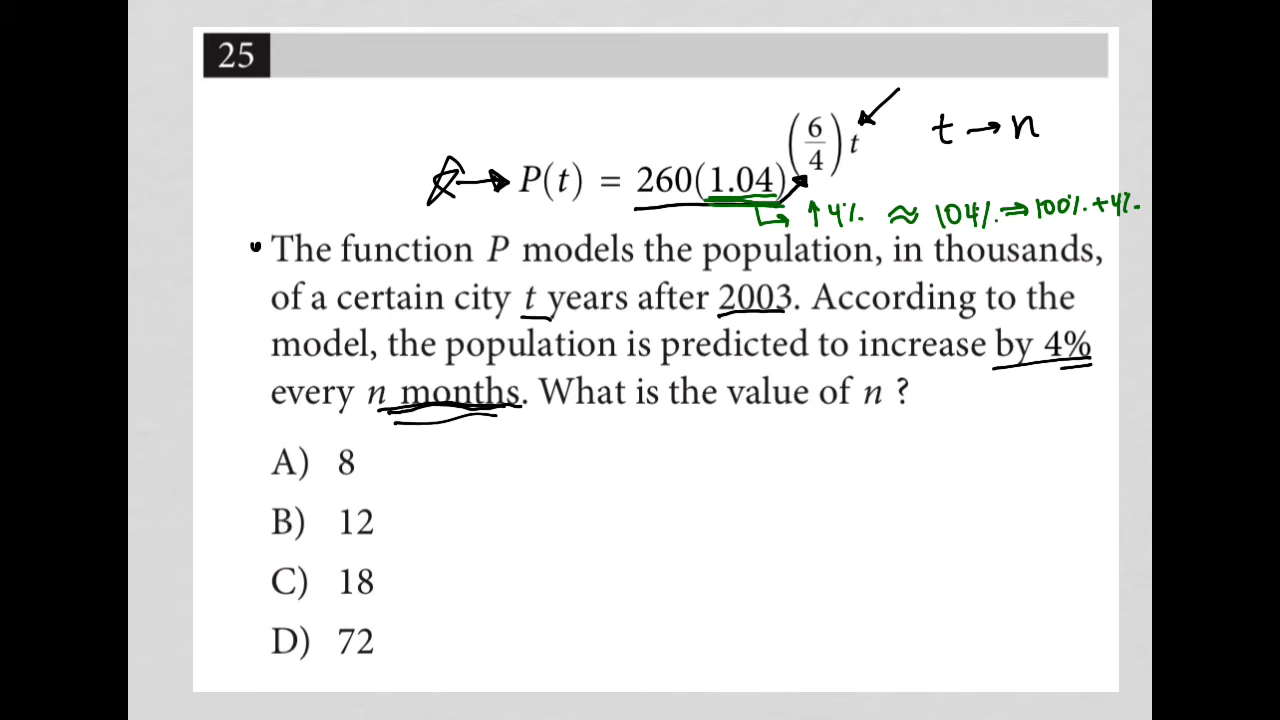 25
t → n
P(t) = 260(1.04)^(6/4)t
↑ 4% ≈ 104% ⇒ 100% + 4%
The function P models the population, in thousands,
of a certain city t years after 2003. According to the
model, the population is predicted to increase by 4%
every n months. What is the value of n ?
A) 8
B) 12
C) 18
D) 72